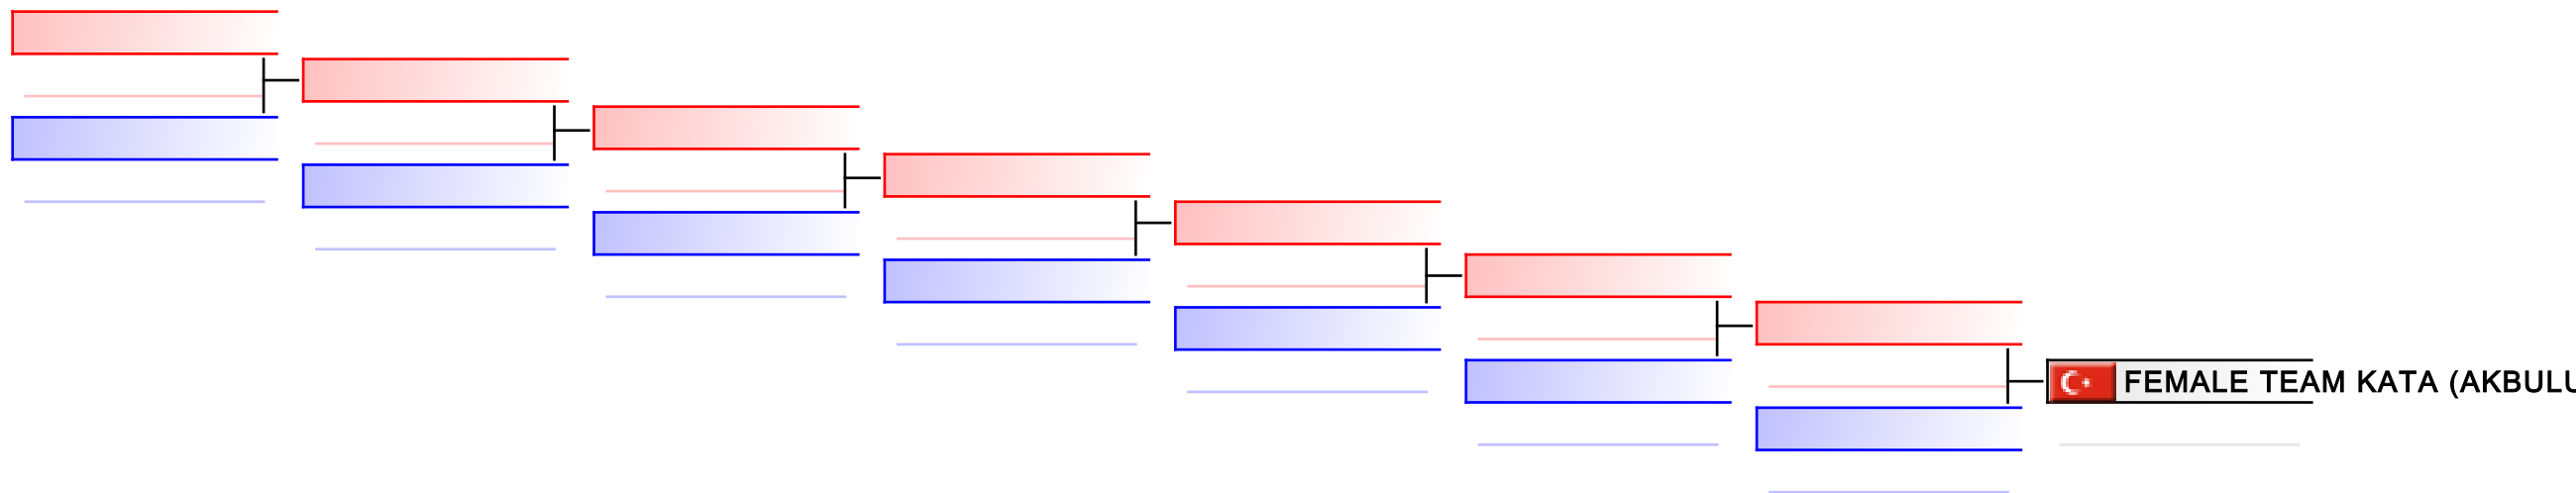 FEMALE TEAM KATA (AKBULU